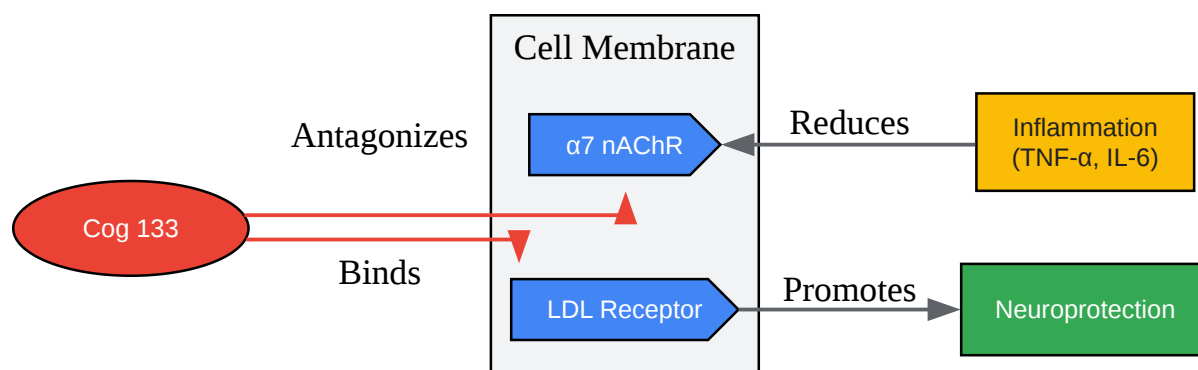 Cell Membrane
Antagonizes
α7 nAChR
Reduces
Inflammation
(TNF-α, IL-6)
Cog 133
Binds
LDL Receptor
Promotes
Neuroprotection